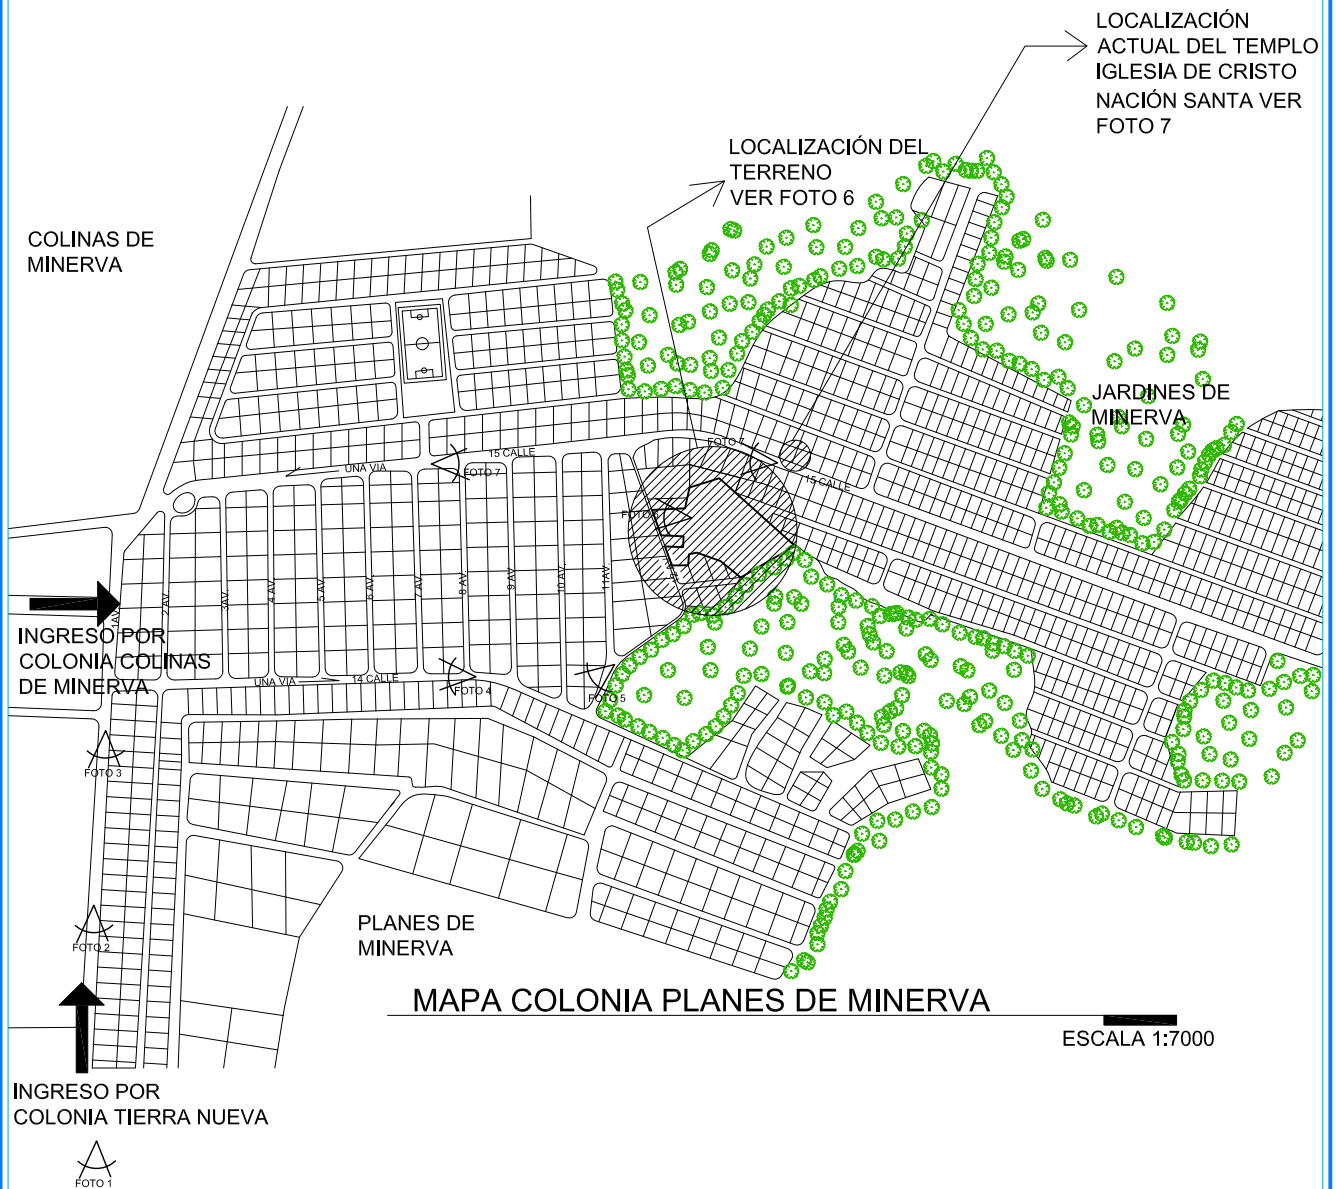 LOCALIZACIÓN
ACTUAL DEL TEMPLO
IGLESIA DE CRISTO
NACIÓN SANTA VER
FOTO 7
LOCALIZACIÓN DEL
TERRENO
VER FOTO 6
COLINAS DE
MINERVA
JARDINES DE
MINERVA
FOTO 7
15 CALLE
UNA VIA
FOTO 7
15 CALLE
1AV.
2 AV.
3AV.
4 AV.
5 AV.
6 AV.
7 AV.
8 AV.
9 AV.
10 AV.
11AV.
INGRESO POR
COLONIA COLINAS
DE MINERVA
UNA VIA
14 CALLE
FOTO 4
FOTO 5
FOTO 3
PLANES DE
MINERVA
FOTO 2
MAPA COLONIA PLANES DE MINERVA
ESCALA 1:7000
INGRESO POR
COLONIA TIERRA NUEVA
FOTO 1